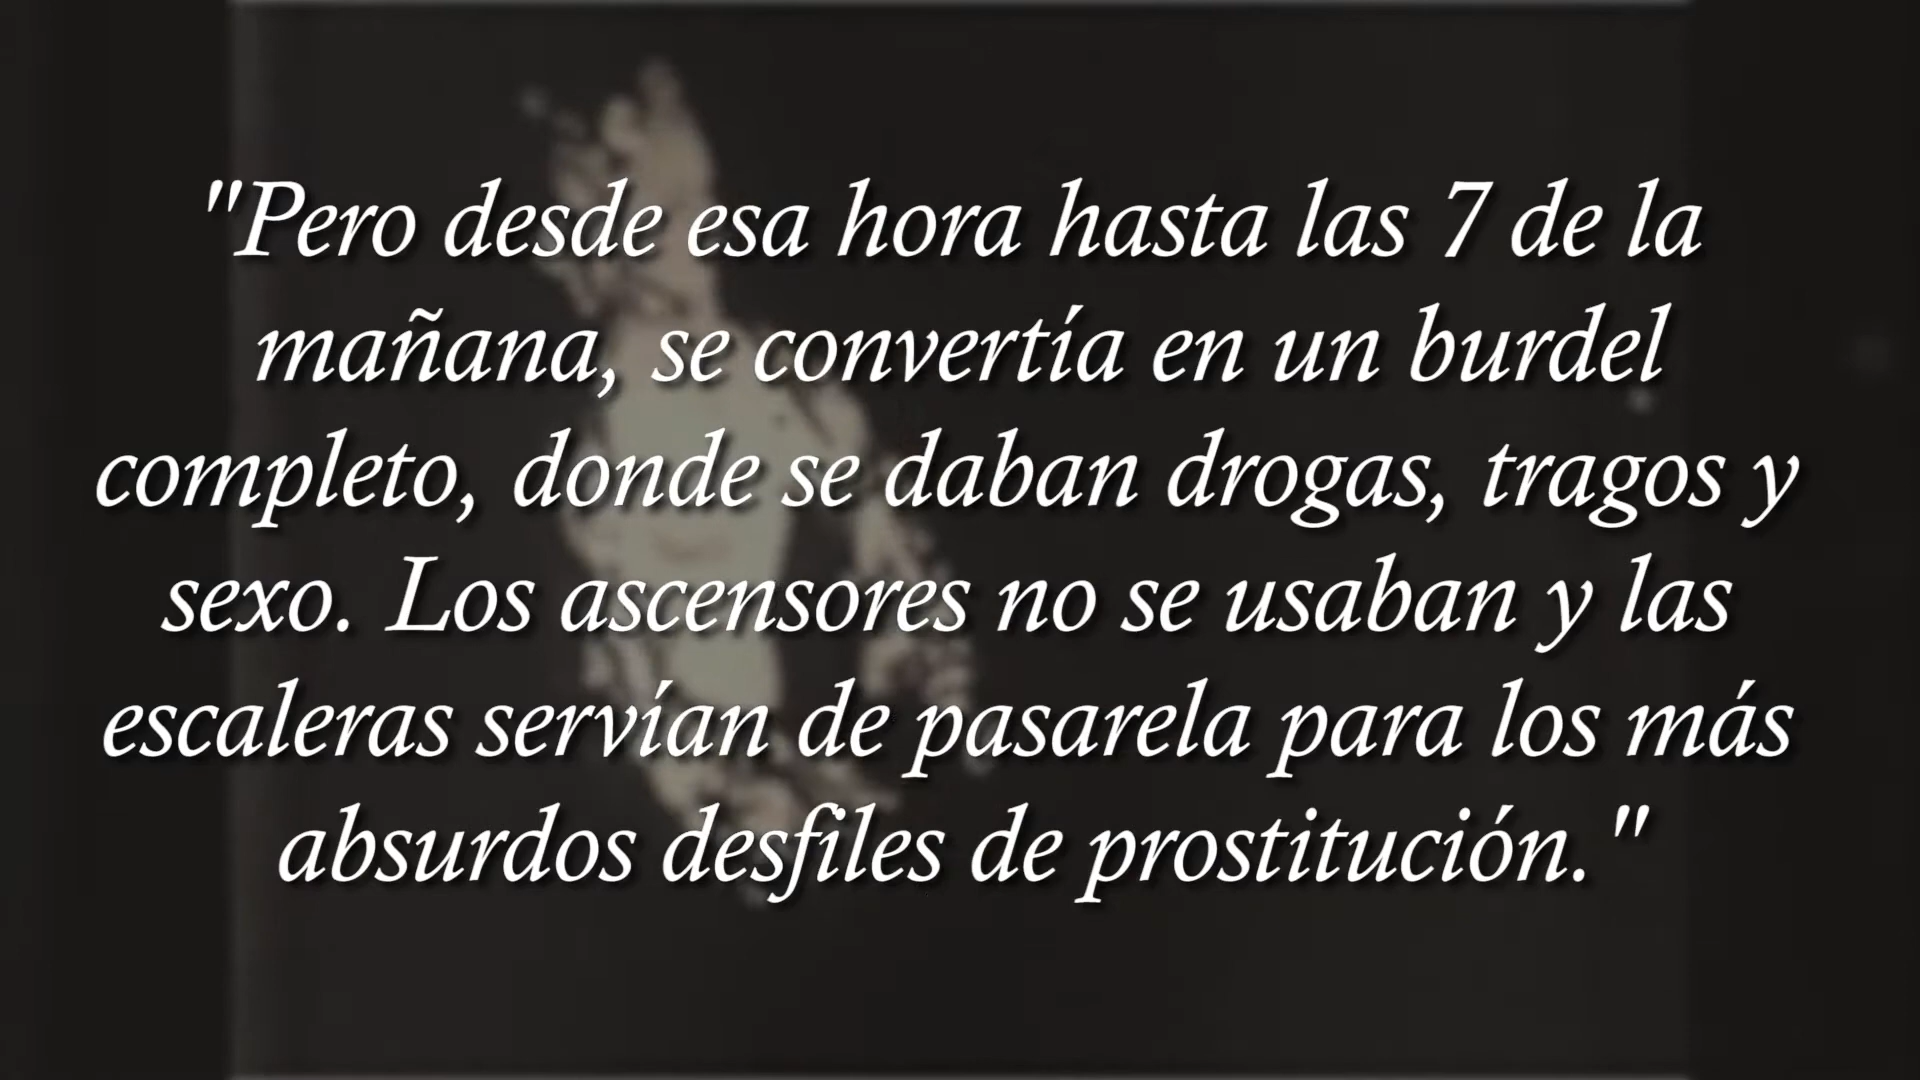 "Pero desde esa hora hasta las 7 de la
mañana, se convertía en un burdel
completo, donde se daban drogas, tragos y
sexo. Los ascensores no se usaban y las
escaleras servían de pasarela para los más
absurdos desfiles de prostitución."